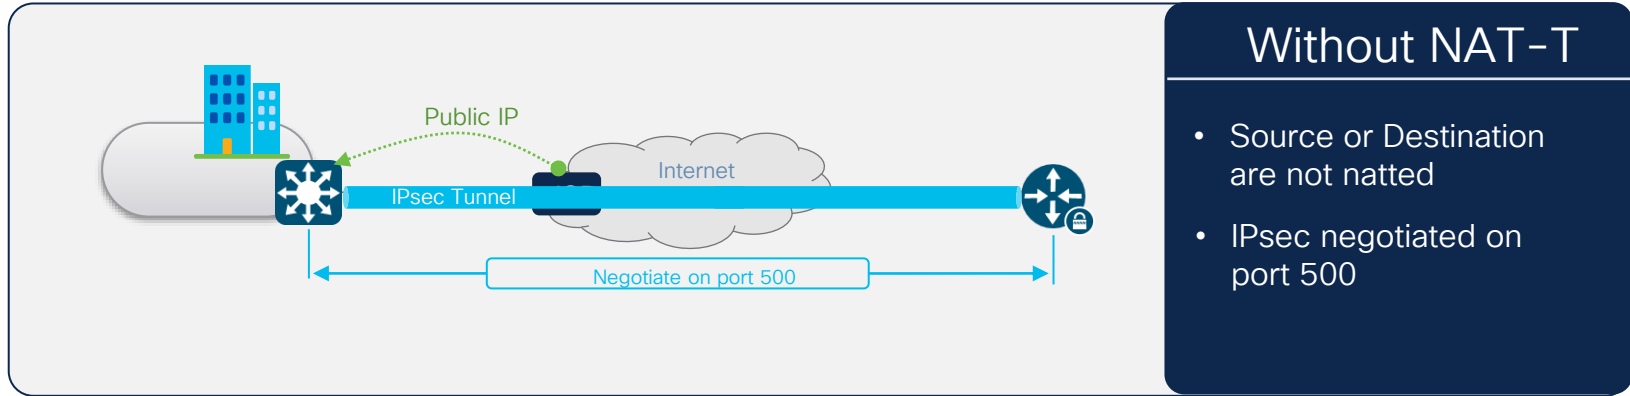 Without NAT-T
Public IP
Internet
IPsec Tunnel
Negotiate on port 500
• Source or Destination
are not natted
• IPsec negotiated on
port 500